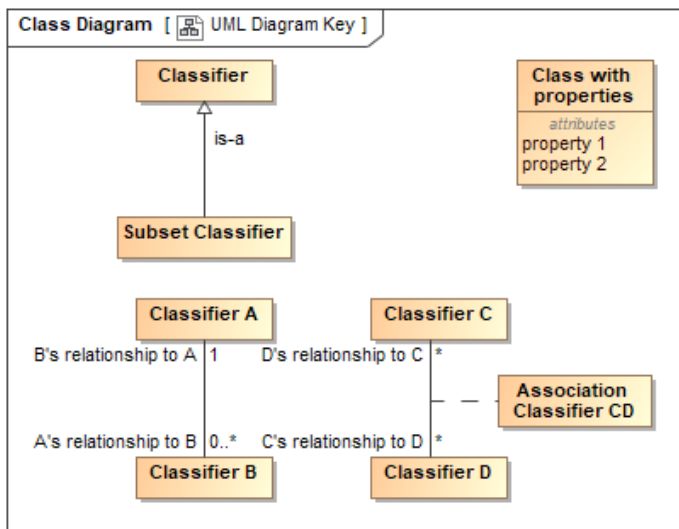 Class Diagram [ UML Diagram Key ]
Classifier
Class with
properties
attributes
property 1
property 2
is-a
Subset Classifier
Classifier A
Classifier C
B's relationship to A 1
D's relationship to C *
Association
Classifier CD
A's relationship to B 0..*
C's relationship to D *
Classifier B
Classifier D